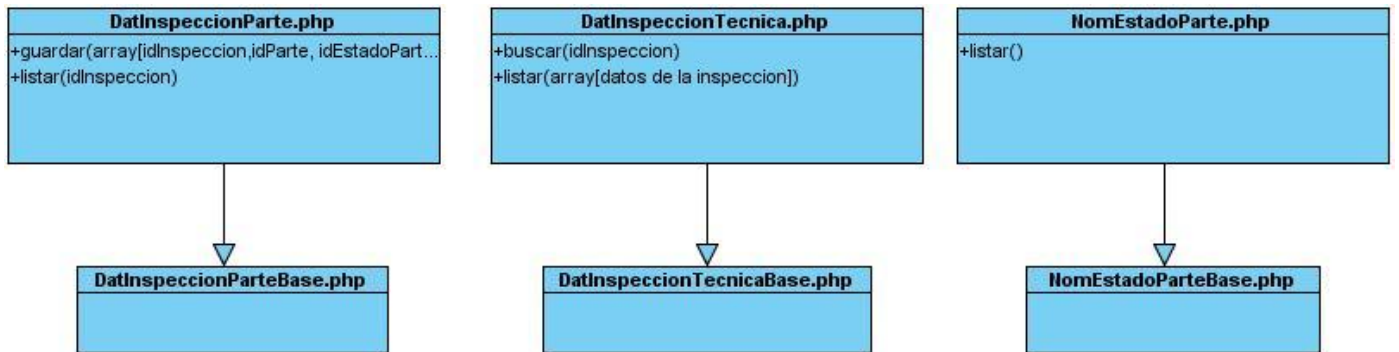 DatInspeccionParte.php
+guardar(array[idInspeccion,idParte, idEstadoPart...
+listar(idInspeccion)
DatInspeccionTecnica.php
+buscar(idInspeccion)
+listar(array[datos de la inspeccion])
NomEstadoParte.php
+listar()
DatInspeccionParteBase.php
DatInspeccionTecnicaBase.php
NomEstadoParteBase.php